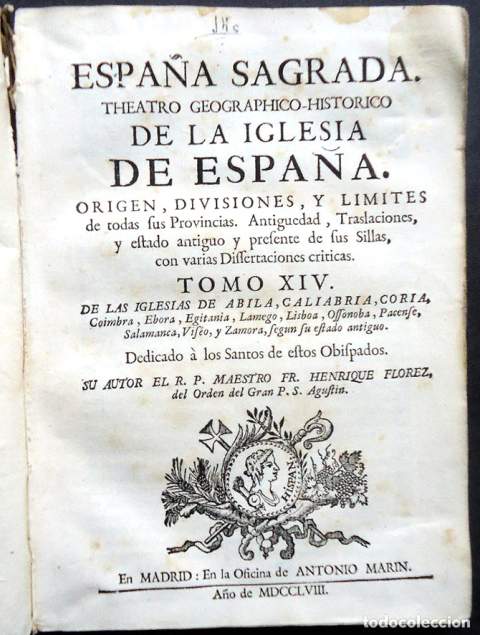 ESPAÑA SAGRADA.
THEATRO GEOGRAPHICO-HISTORICO
DE LA IGLESIA
DE ESPAÑA.
ORIGEN, DIVISIONES, Y LIMITES
de todas ſus Provincias. Antiguedad, Traslaciones,
y eſtado antiguo y preſente de ſus Sillas,
con varias Diſſertaciones criticas.
TOMO XIV.
DE LAS IGLESIAS DE ABILA, CALIABRIA, CORIA,
Coimbra, Ebora, Egitania, Lamego, Lisboa, Oſſonoba, Pacenſe,
Salamanca, Viſeo, y Zamora, ſegun ſu eſtado antiguo.
Dedicado à los Santos de eſtos Obiſpados.
SU AUTOR EL R. P. MAESTRO FR. HENRIQUE FLOREZ,
del Orden del Gran P. S. Aguſtin.
HISPAN
En MADRID: En la Oficina de ANTONIO MARIN.
Año de MDCCLVIII.
todocoleccion